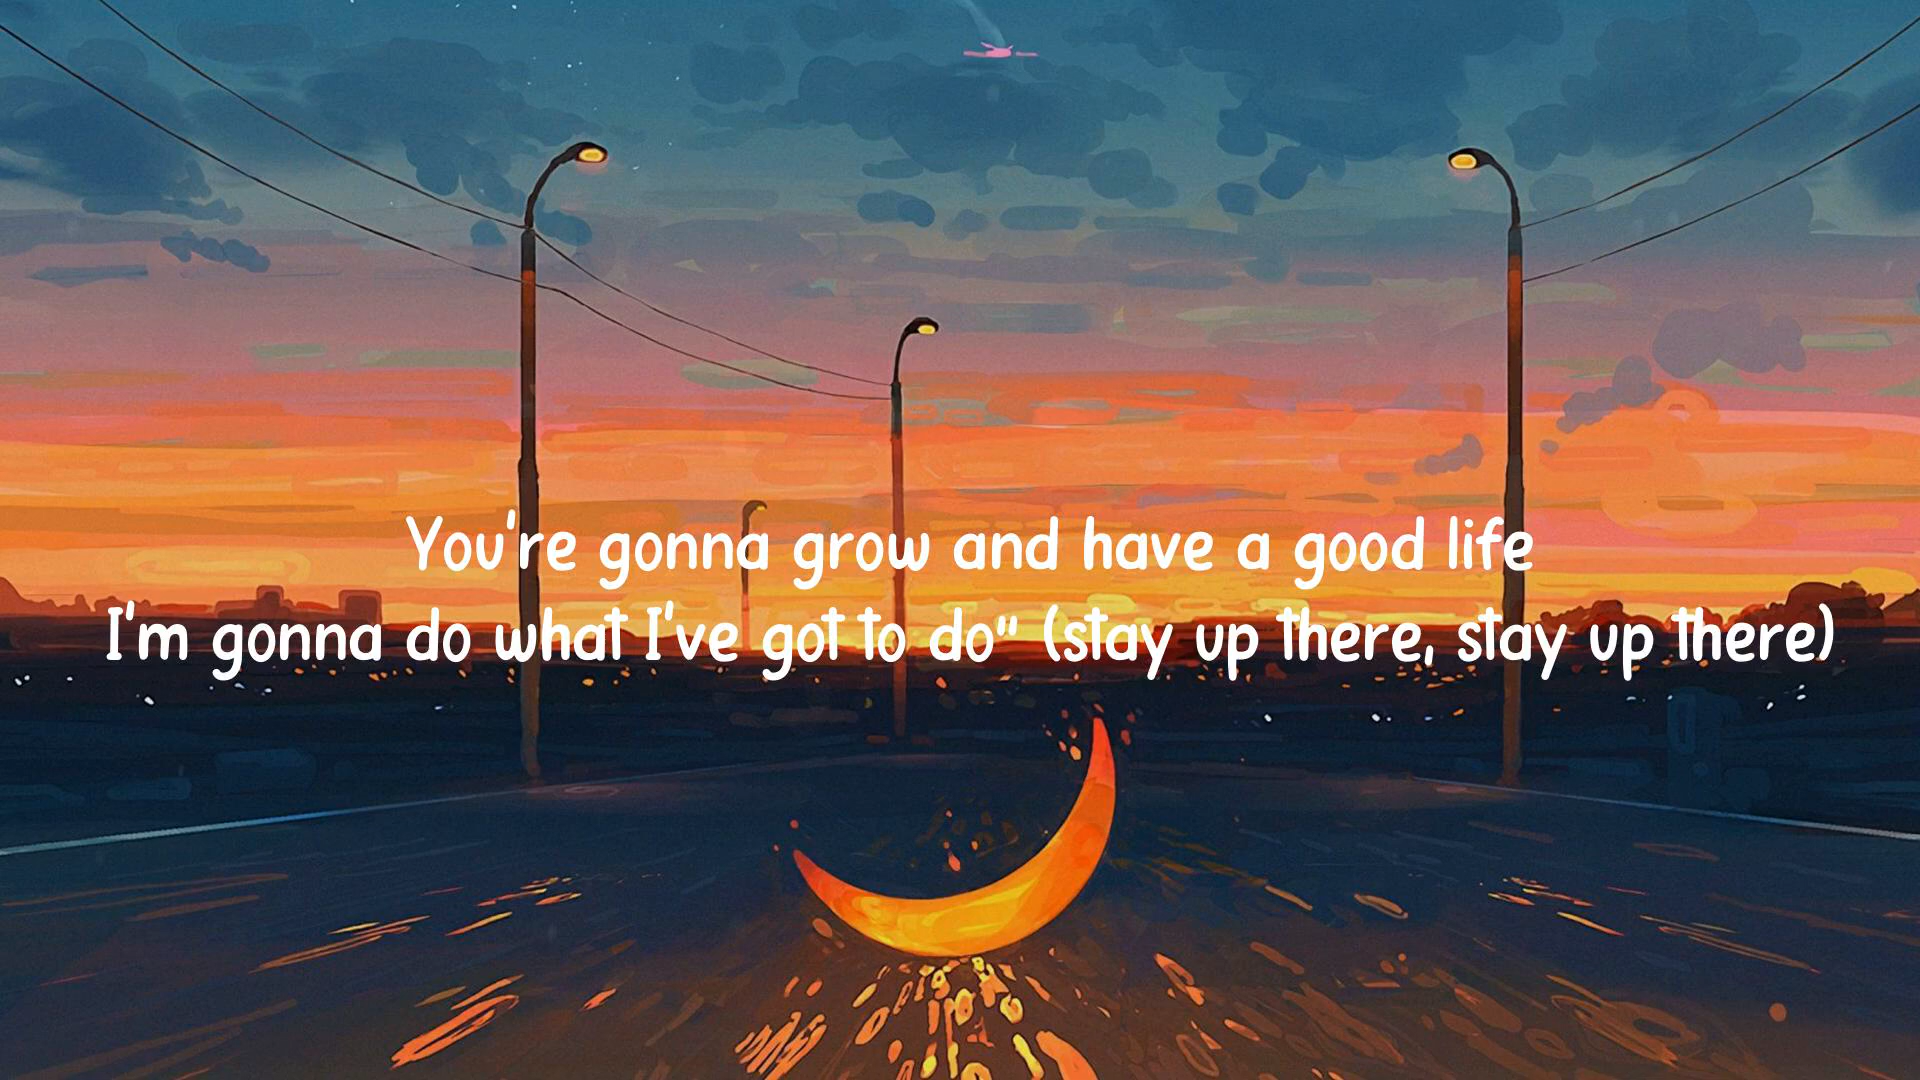 You're gonna grow and have a good life
I'm gonna do what I've got to do" (stay up there, stay up there)